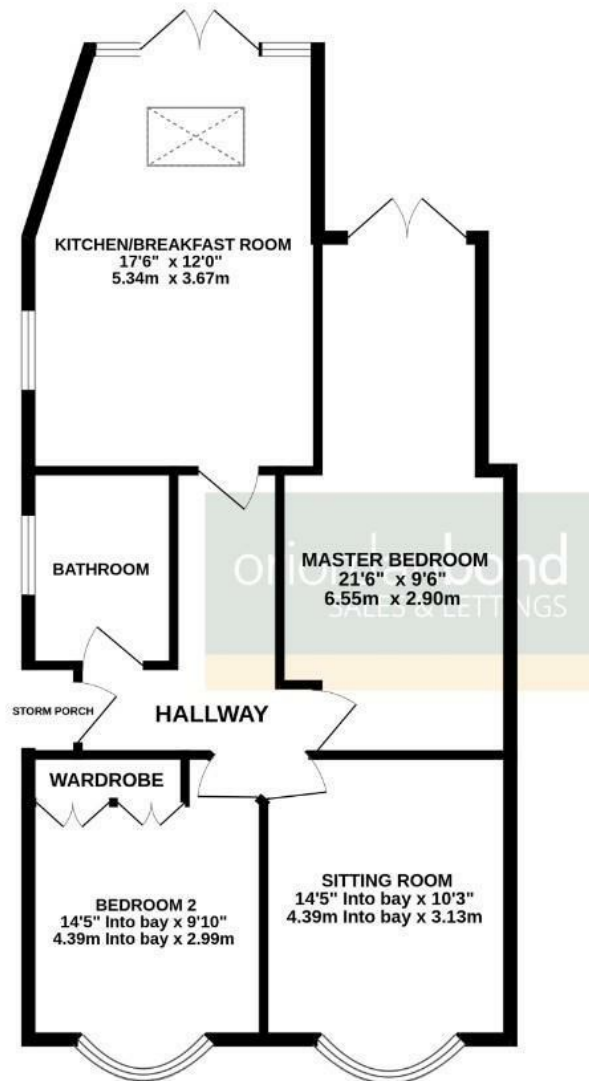 KITCHEN/BREAKFAST ROOM
17'6" x 12'0"
5.34m x 3.67m
BATHROOM
MASTER BEDROOM
21'6" x 9'6"
6.55m x 2.90m
bond
SALES & LETTINGS
STORM PORCH
HALLWAY
WARDROBE
BEDROOM 2
14'5" Into bay x 9'10"
4.39m Into bay x 2.99m
SITTING ROOM
14'5" Into bay x 10'3"
4.39m Into bay x 3.13m